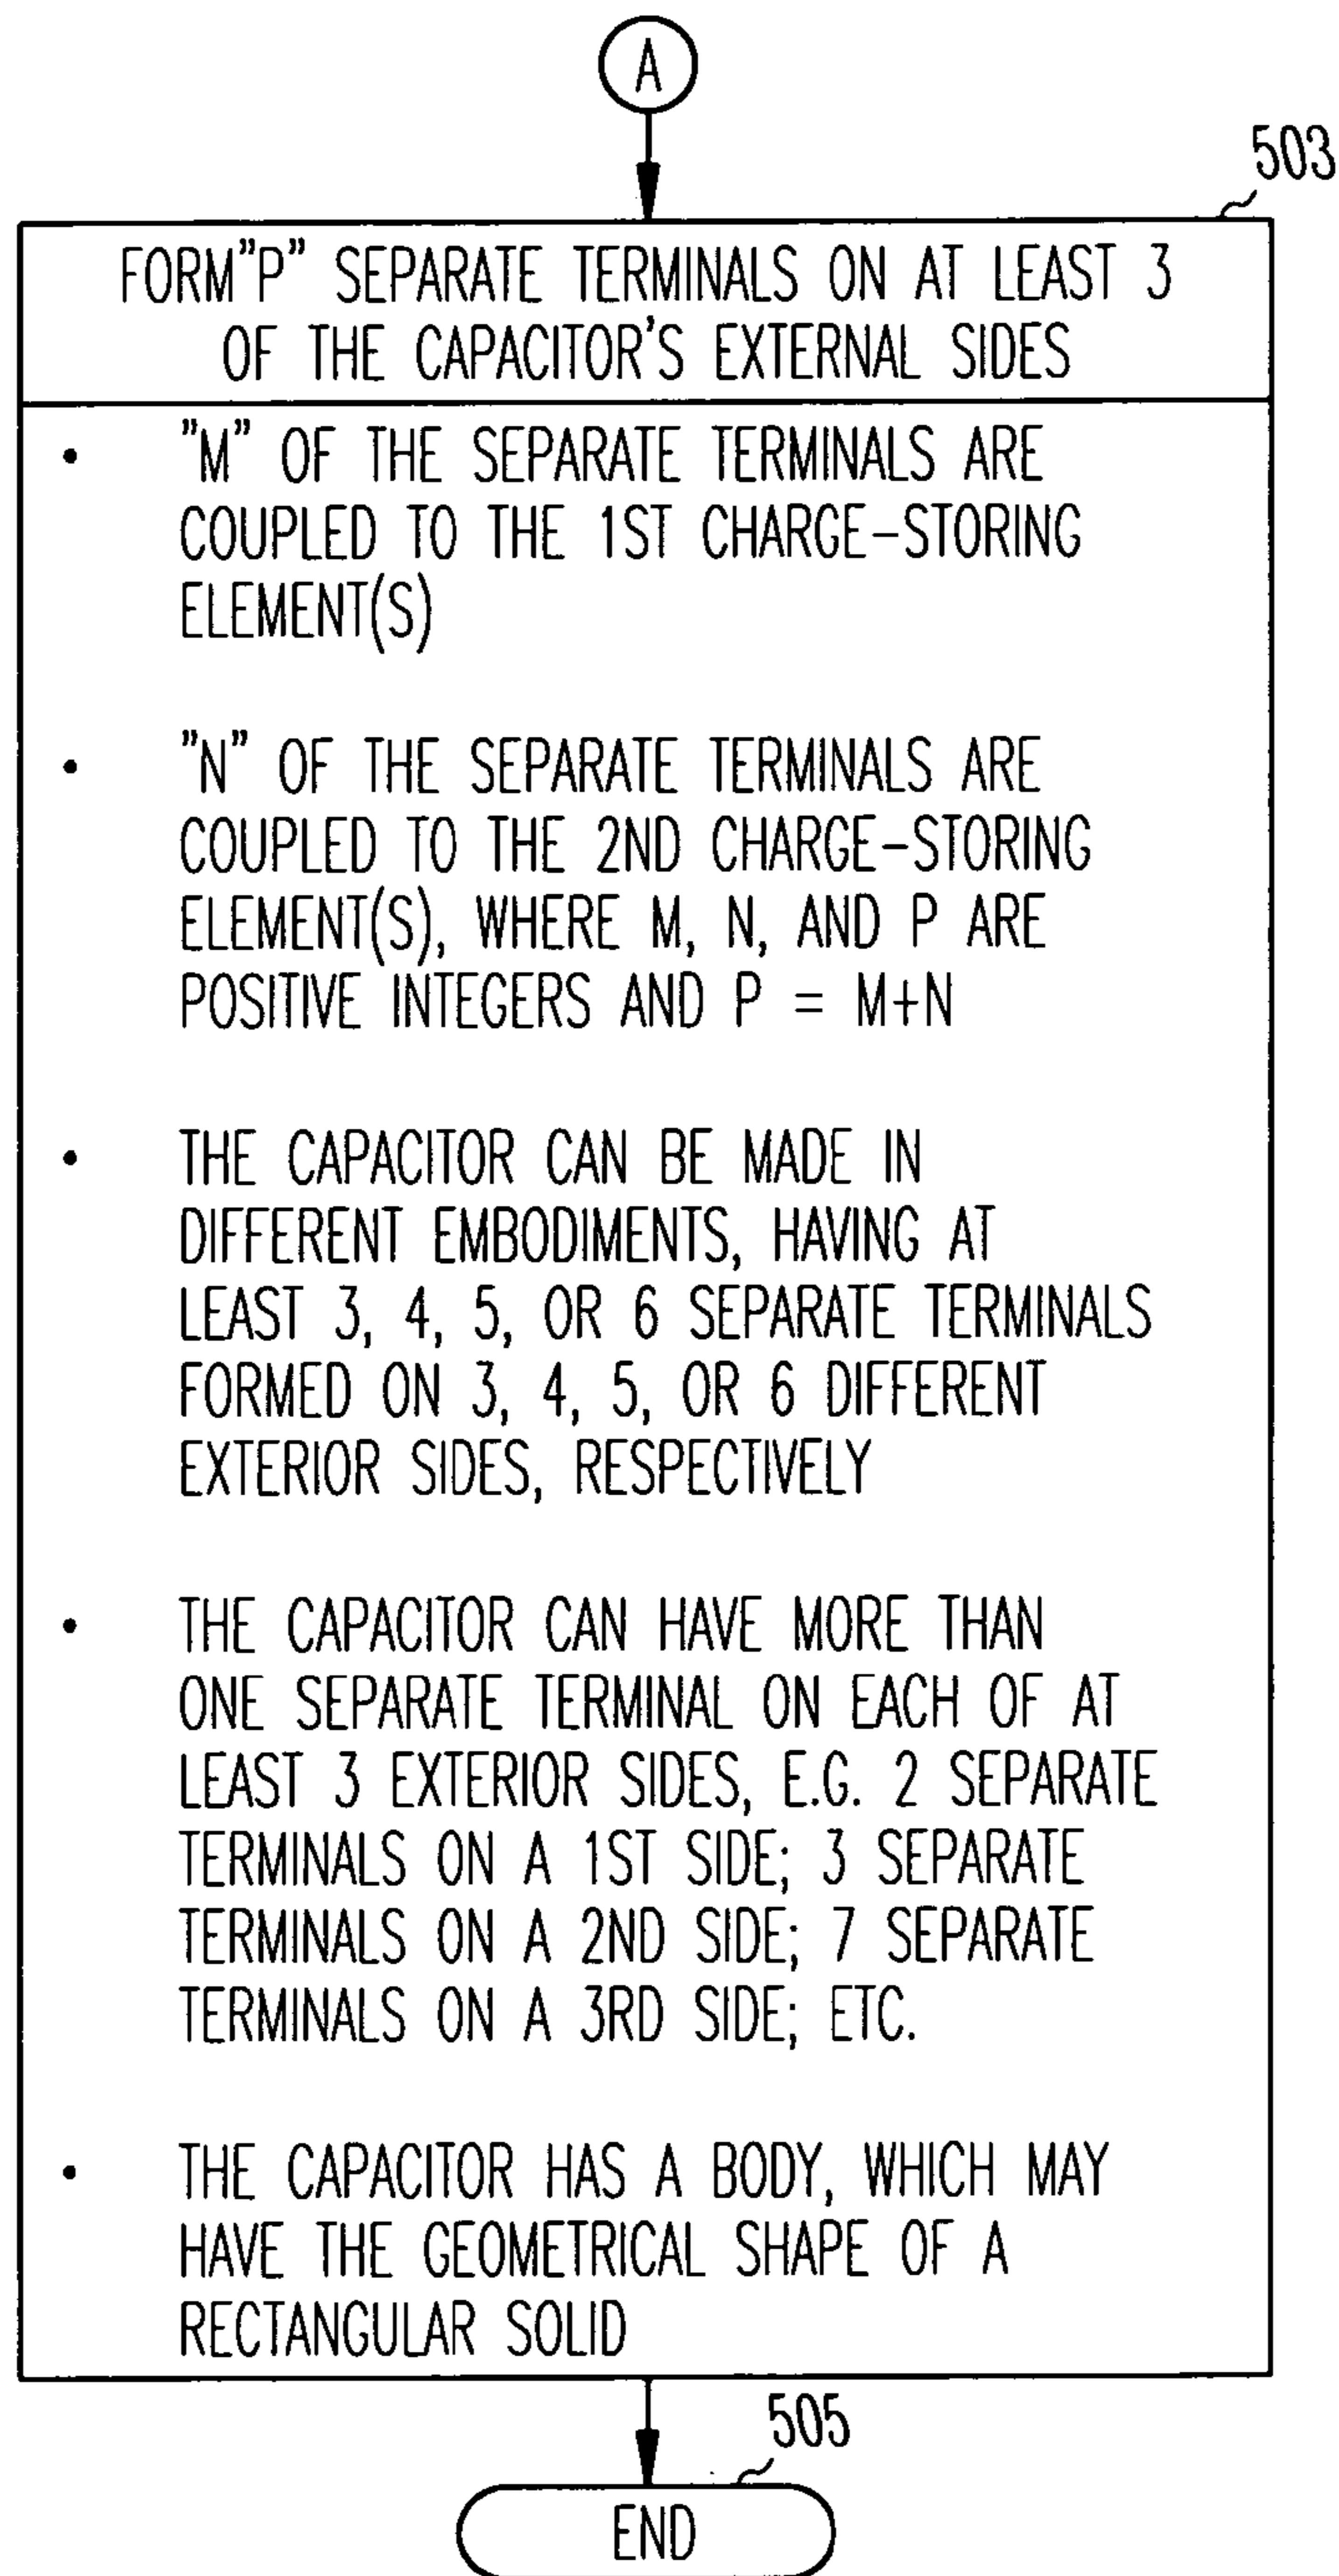 A
503
FORM"P" SEPARATE TERMINALS ON AT LEAST 3
OF THE CAPACITOR'S EXTERNAL SIDES
• "M" OF THE SEPARATE TERMINALS ARE
COUPLED TO THE 1ST CHARGE-STORING
ELEMENT(S)
• "N" OF THE SEPARATE TERMINALS ARE
COUPLED TO THE 2ND CHARGE-STORING
ELEMENT(S), WHERE M, N, AND P ARE
POSITIVE INTEGERS AND P = M+N
• THE CAPACITOR CAN BE MADE IN
DIFFERENT EMBODIMENTS, HAVING AT
LEAST 3, 4, 5, OR 6 SEPARATE TERMINALS
FORMED ON 3, 4, 5, OR 6 DIFFERENT
EXTERIOR SIDES, RESPECTIVELY
• THE CAPACITOR CAN HAVE MORE THAN
ONE SEPARATE TERMINAL ON EACH OF AT
LEAST 3 EXTERIOR SIDES, E.G. 2 SEPARATE
TERMINALS ON A 1ST SIDE; 3 SEPARATE
TERMINALS ON A 2ND SIDE; 7 SEPARATE
TERMINALS ON A 3RD SIDE; ETC.
• THE CAPACITOR HAS A BODY, WHICH MAY
HAVE THE GEOMETRICAL SHAPE OF A
RECTANGULAR SOLID
505
END